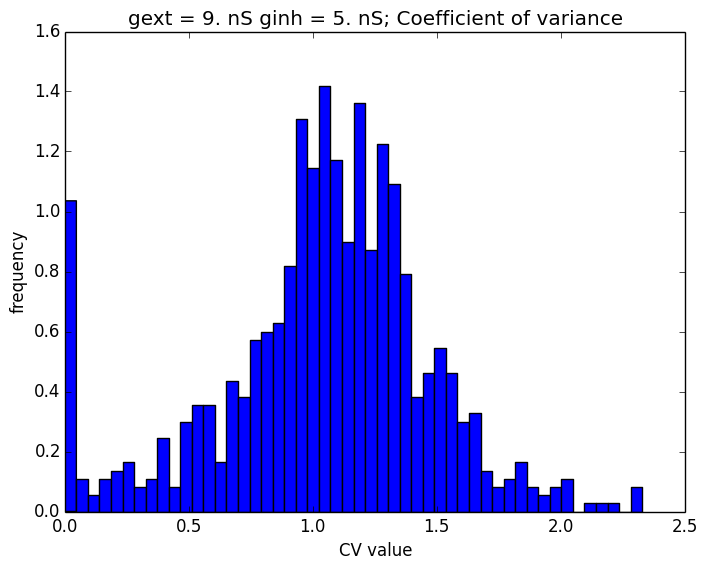 gext = 9. nS ginh = 5. nS; Coefficient of variance
1.6
1.4
1.2
1.0
0.8
0.6
0.4
0.2
0.0
frequency
0.0 0.5 1.0 1.5 2.0 2.5
CV value